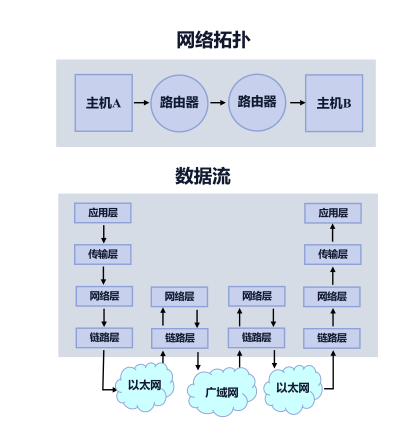 网络拓扑
主机A
路由器
路由器
主机B
数据流
应用层
应用层
传输层
传输层
网络层
网络层
网络层
网络层
链路层
链路层
链路层
链路层
以太网
广域网
以太网